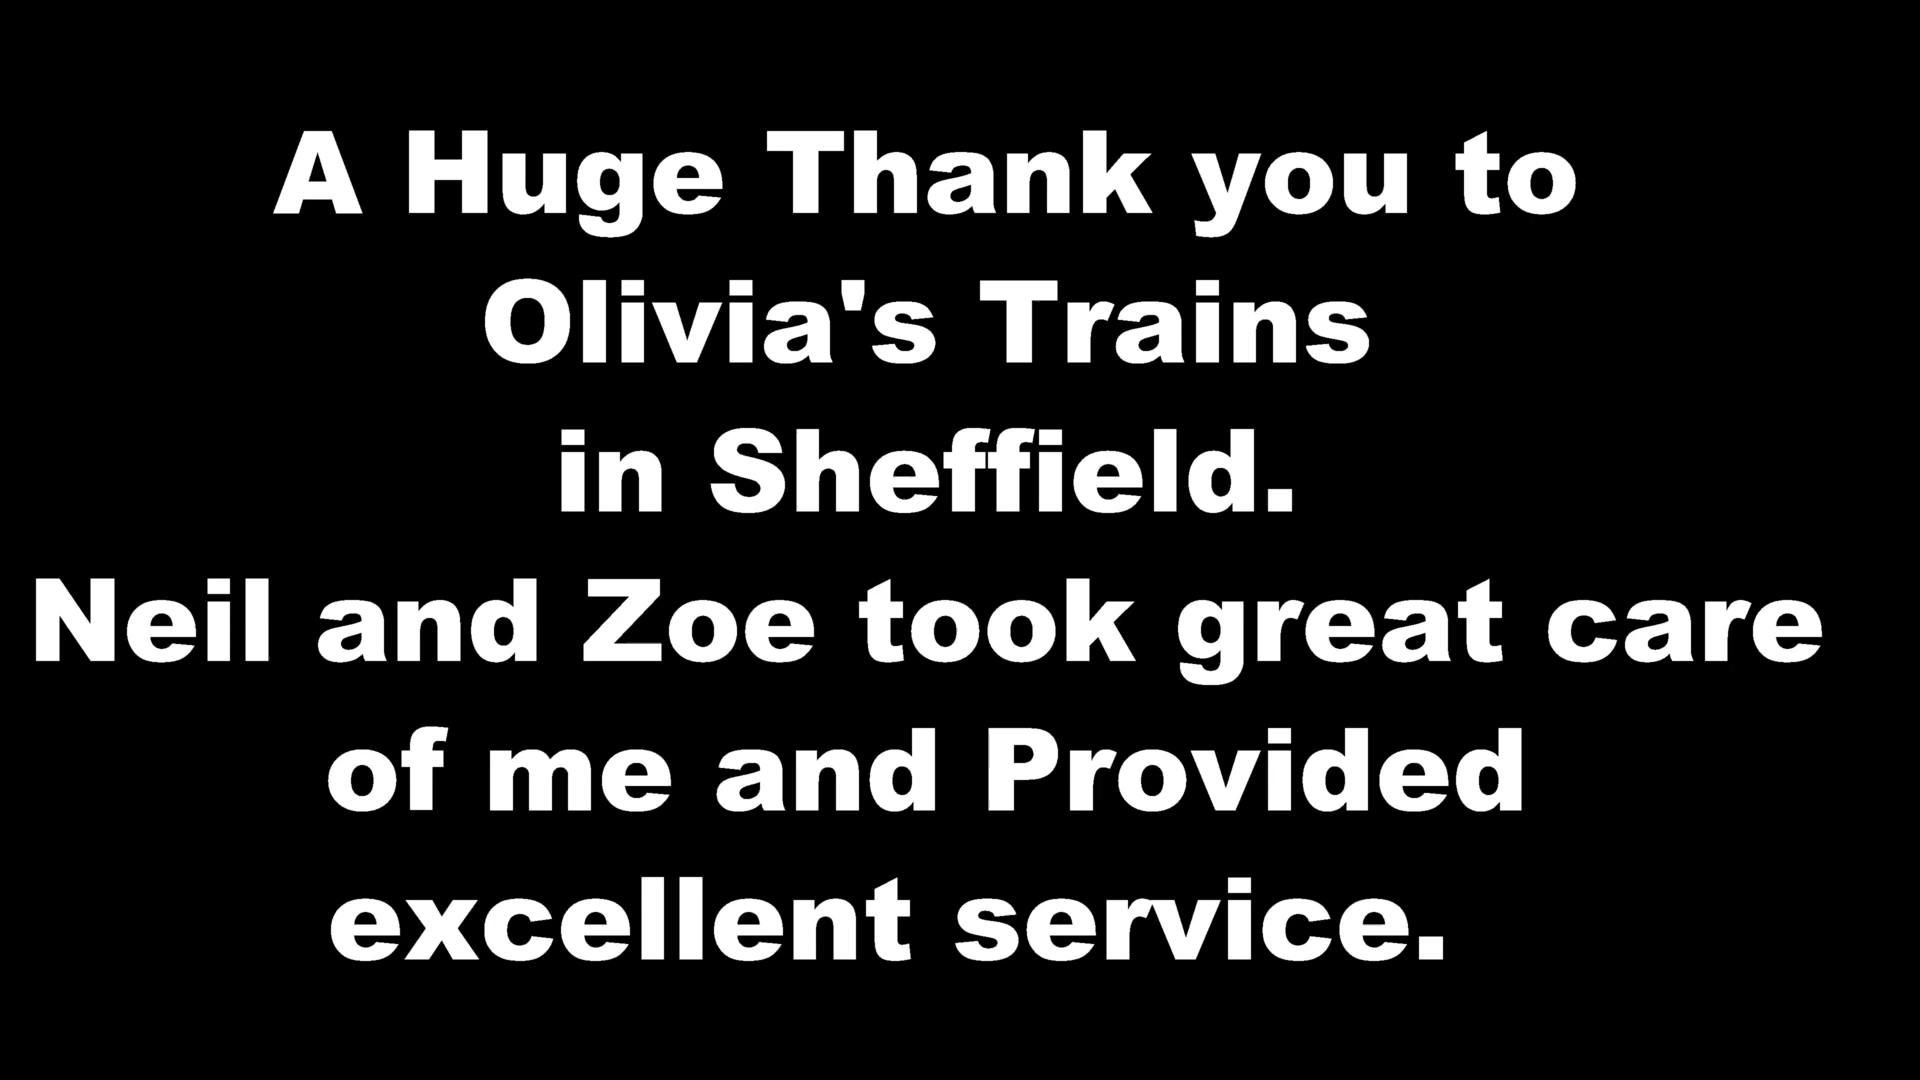 A Huge Thank you to
Olivia's Trains
in Sheffield.
Neil and Zoe took great care
of me and Provided
excellent service.